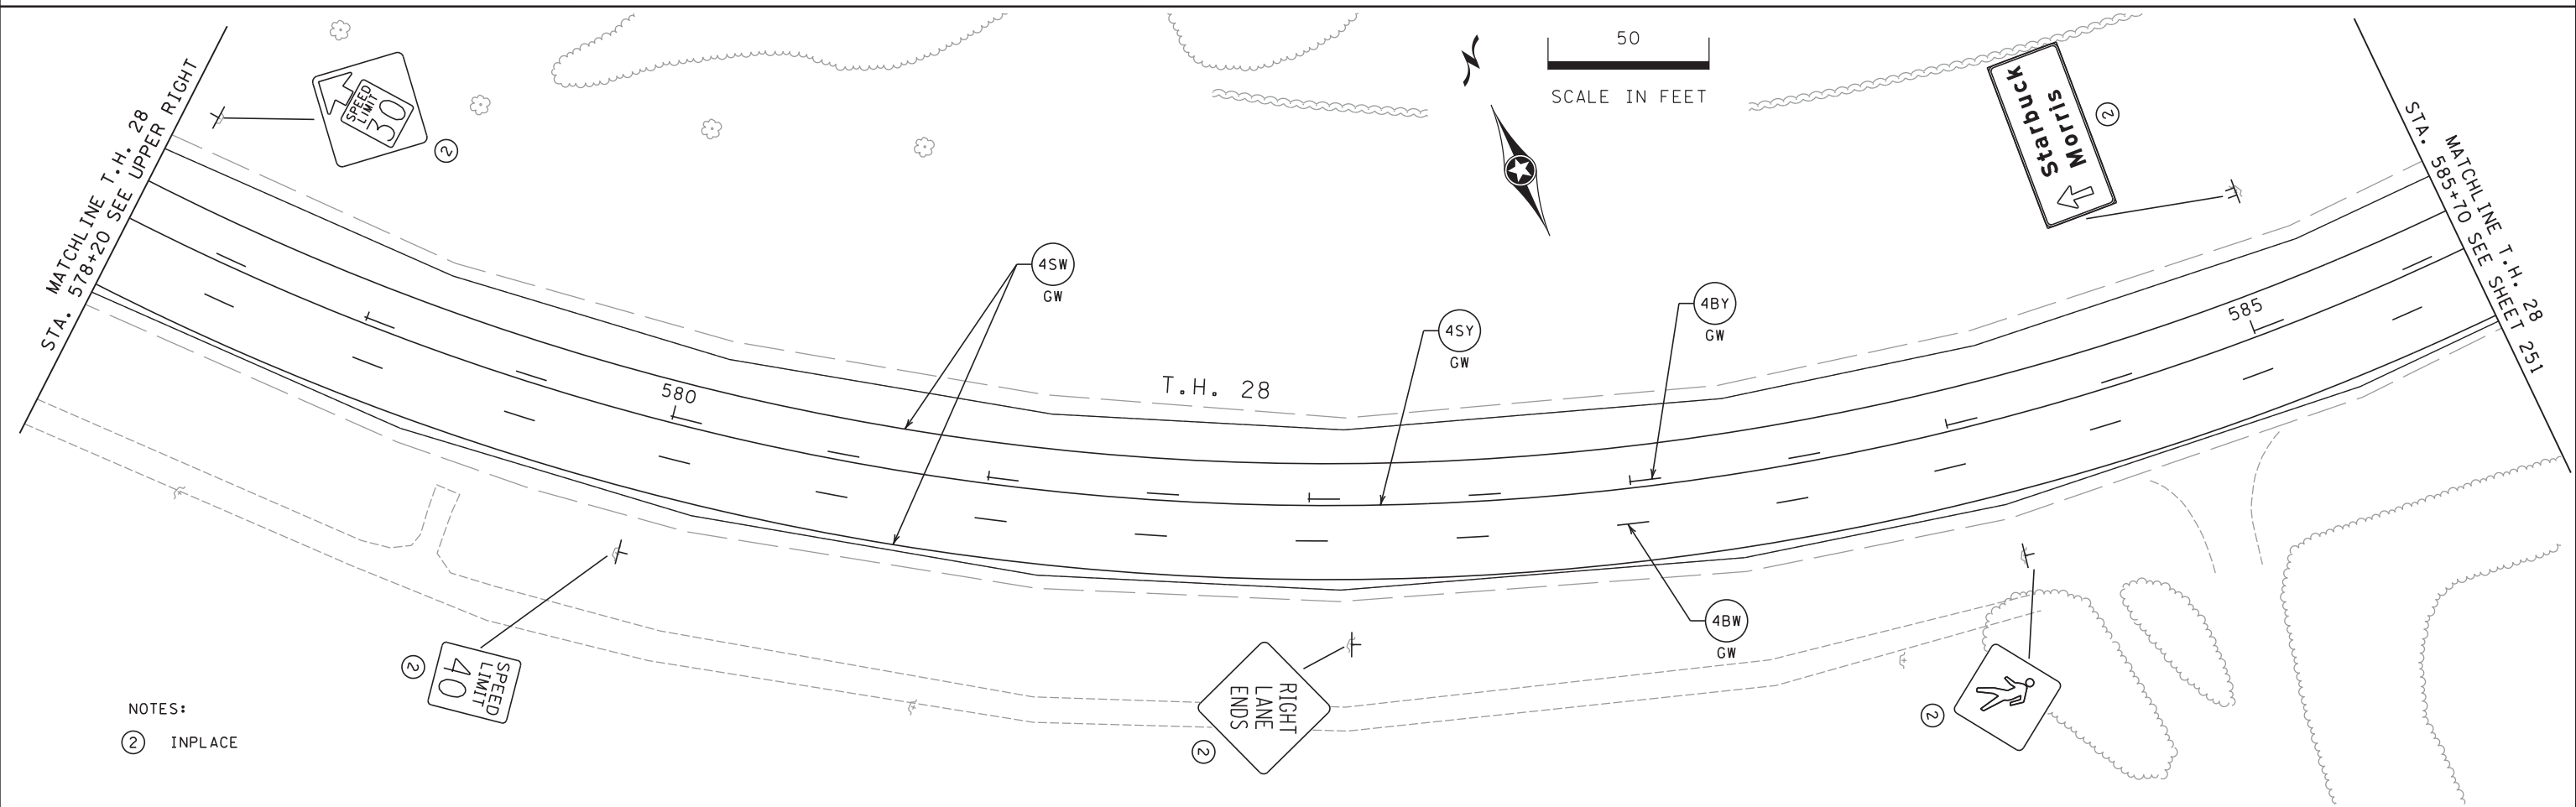 MATCHLINE T.H. 28
STA. 578+20 SEE UPPER RIGHT
SPEED
LIMIT
30
2
50
SCALE IN FEET
Starbuck
Morris
2
MATCHLINE T.H. 28
STA. 585+70 SEE SHEET 251
4SW
GW
4SY
GW
4BY
GW
585
580
T.H. 28
4BW
GW
SPEED
LIMIT
40
2
RIGHT
LANE
ENDS
2
2
NOTES:
2 INPLACE